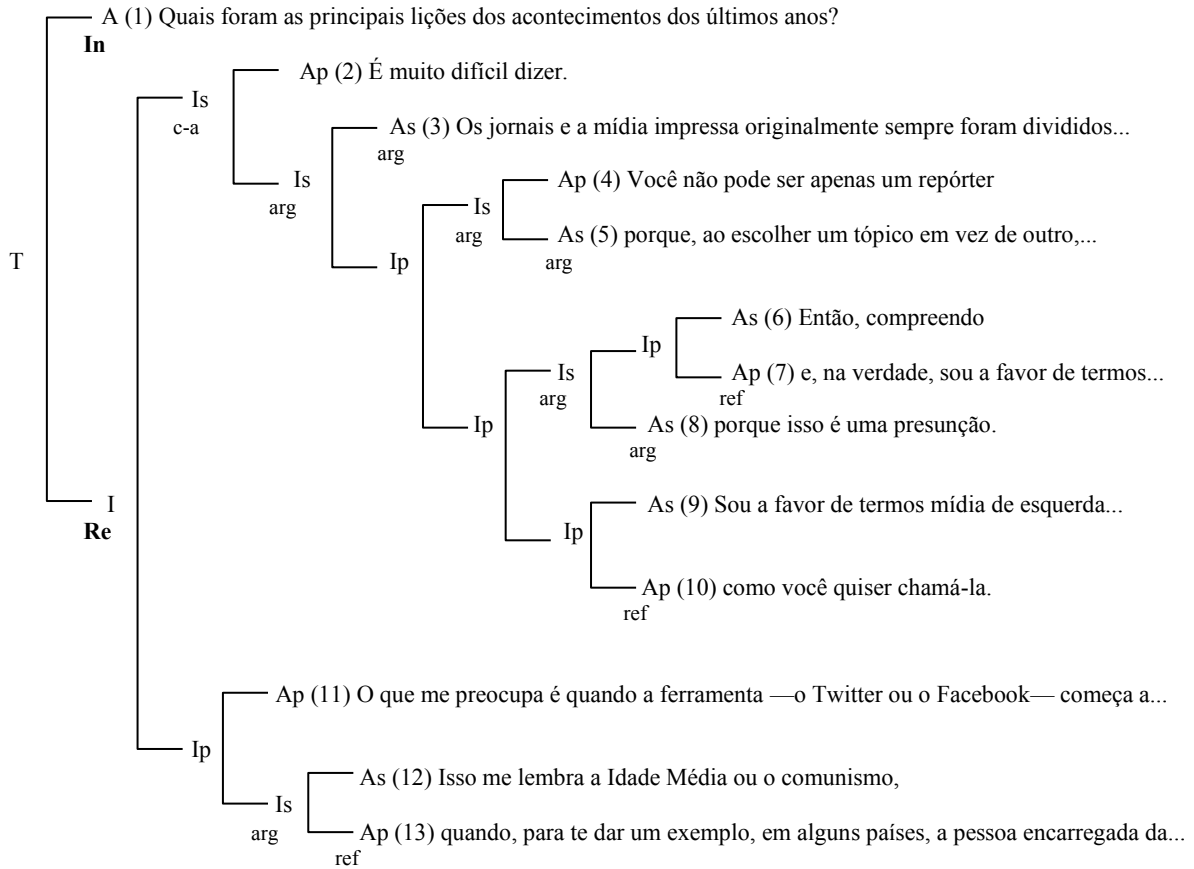 A (1) Quais foram as principais lições dos acontecimentos dos últimos anos?
In
Ap (2) É muito difícil dizer.
Is
c-a
As (3) Os jornais e a mídia impressa originalmente sempre foram divididos...
arg
Is
arg
Ap (4) Você não pode ser apenas um repórter
Is
arg
As (5) porque, ao escolher um tópico em vez de outro,...
arg
Ip
T
As (6) Então, compreendo
Ip
Is
arg
Ap (7) e, na verdade, sou a favor de termos...
ref
Ip
As (8) porque isso é uma presunção.
arg
I
Re
As (9) Sou a favor de termos mídia de esquerda...
Ip
Ap (10) como você quiser chamá-la.
ref
Ap (11) O que me preocupa é quando a ferramenta —o Twitter ou o Facebook— começa a...
Ip
As (12) Isso me lembra a Idade Média ou o comunismo,
Is
arg
Ap (13) quando, para te dar um exemplo, em alguns países, a pessoa encarregada da...
ref